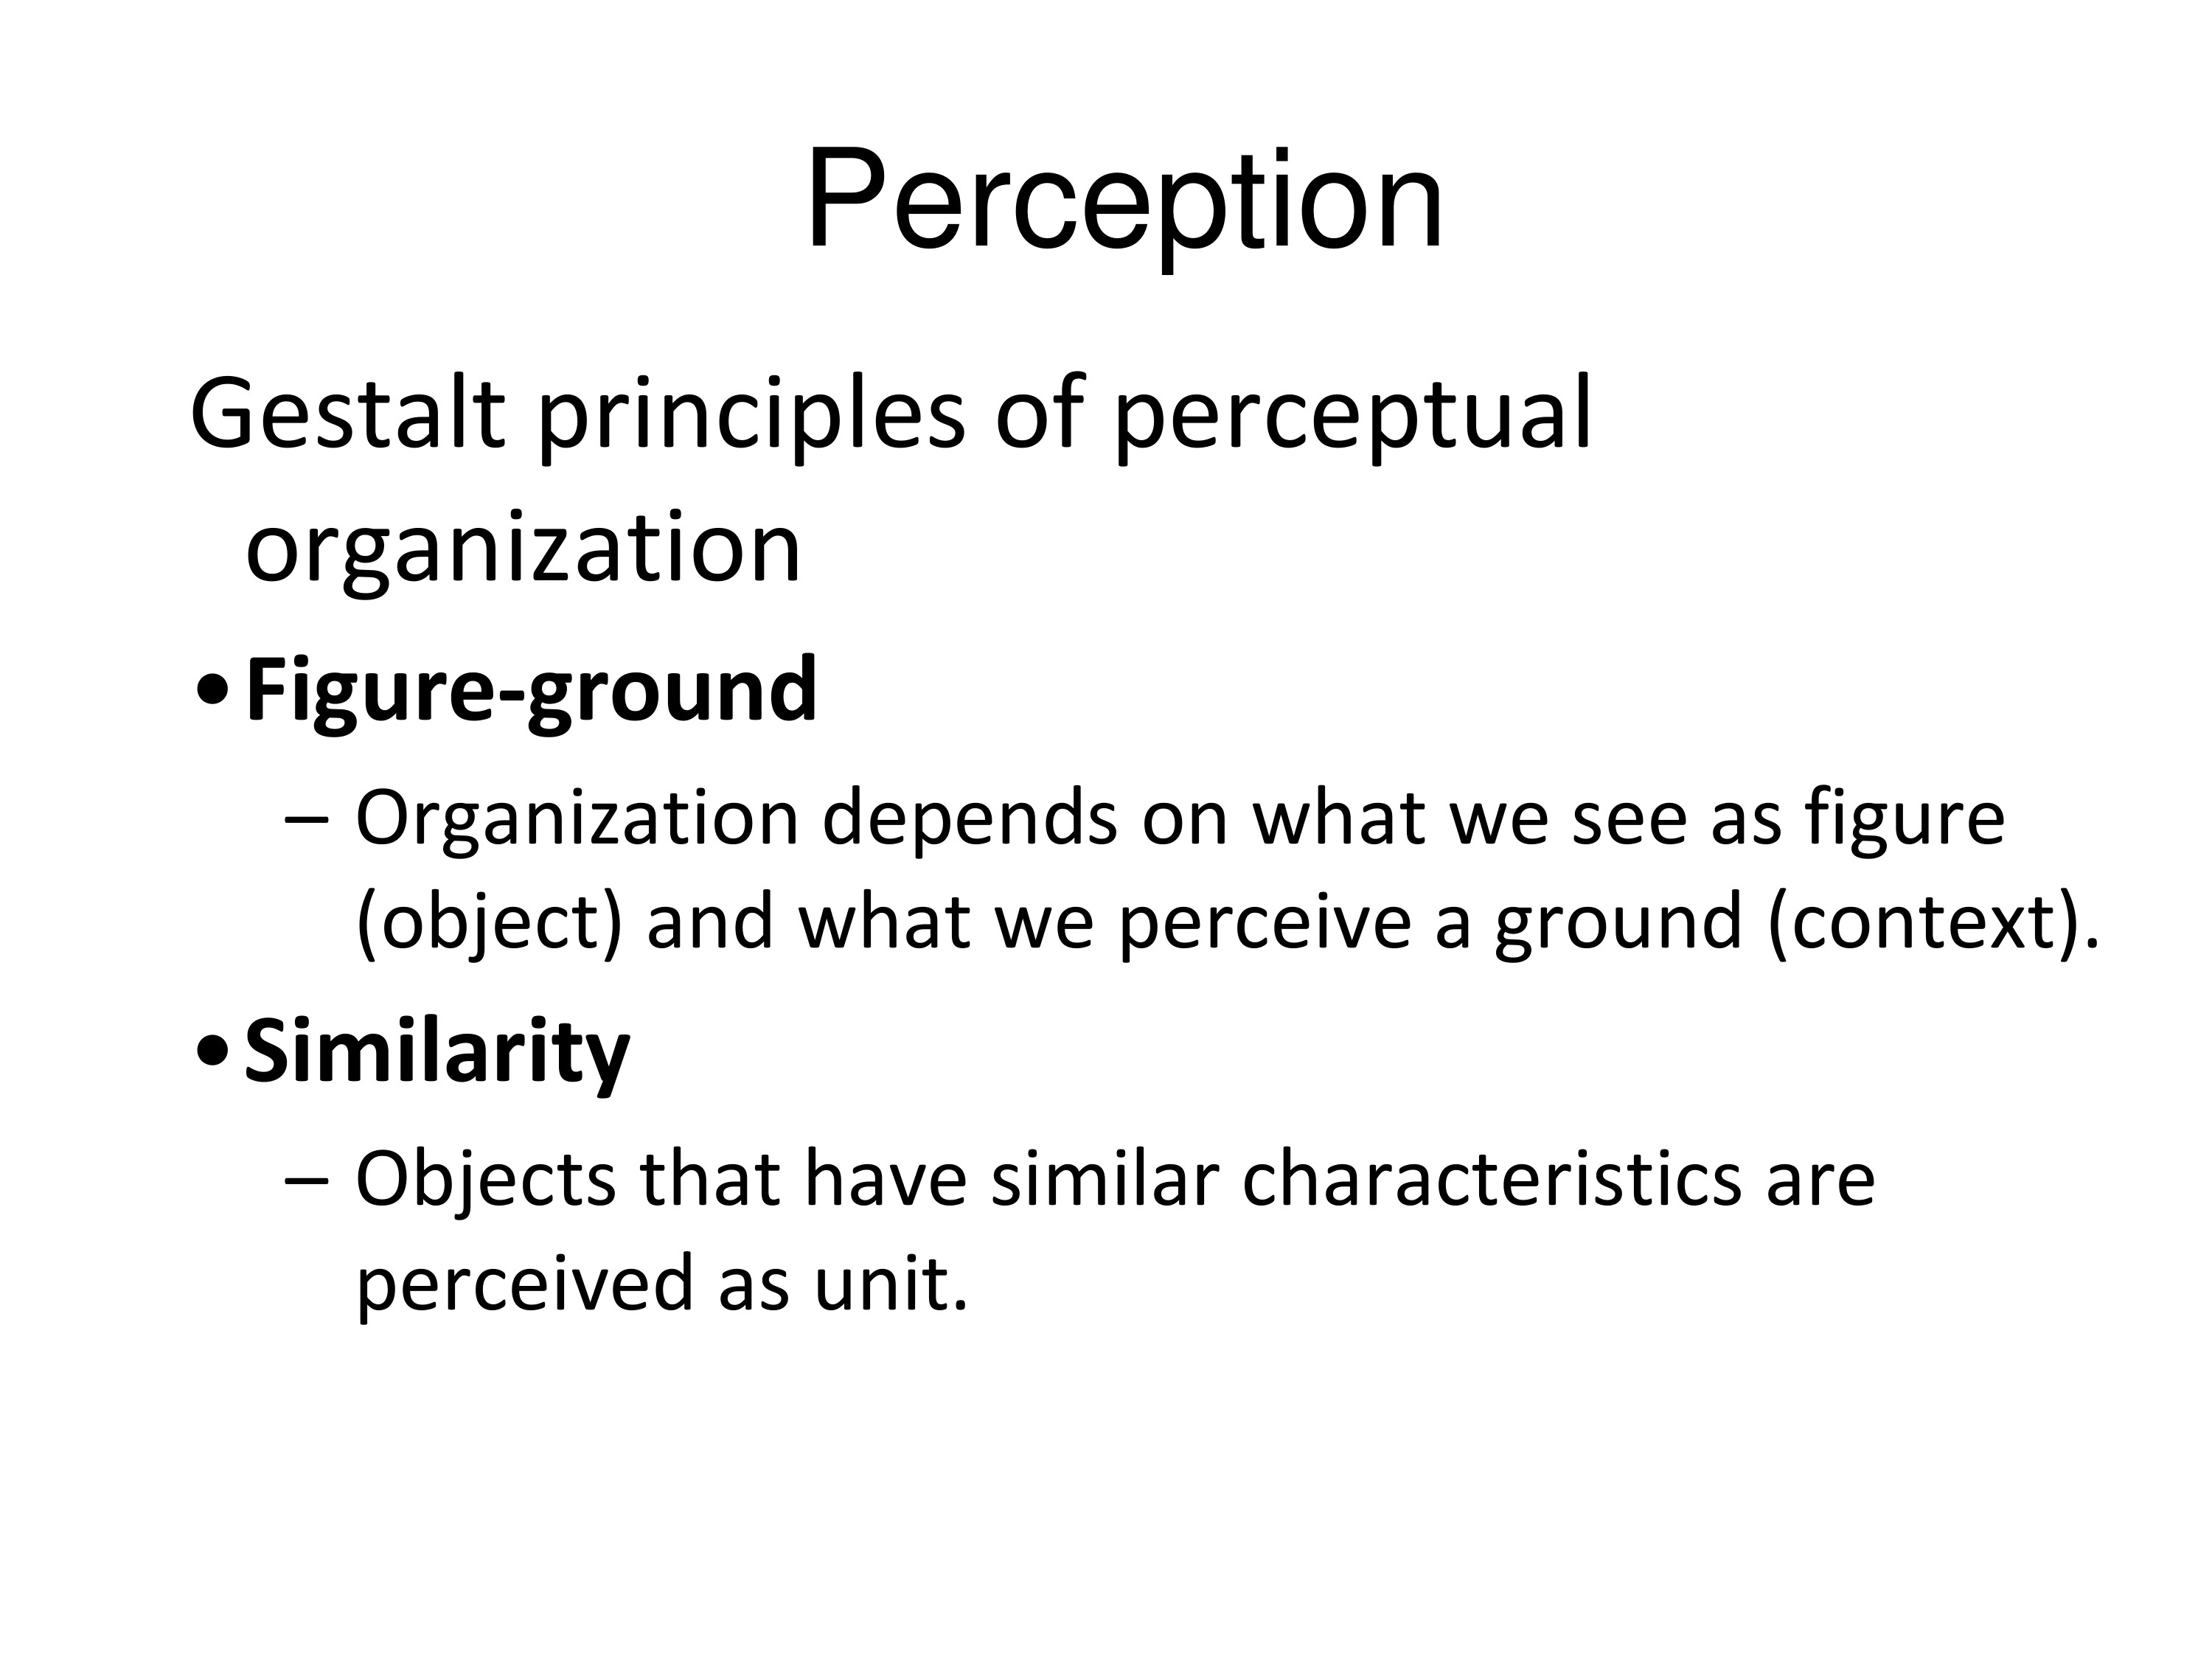 Perception
Gestalt principles of perceptual
organization
• Figure-ground
– Organization depends on what we see as figure
(object) and what we perceive a ground (context).
• Similarity
– Objects that have similar characteristics are
perceived as unit.